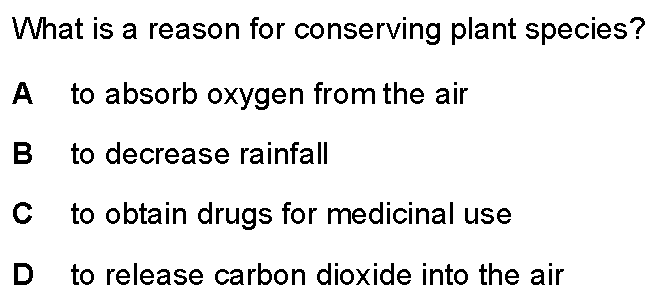 What is a reason for conserving plant species?
A to absorb oxygen from the air
B to decrease rainfall
C to obtain drugs for medicinal use
D to release carbon dioxide into the air